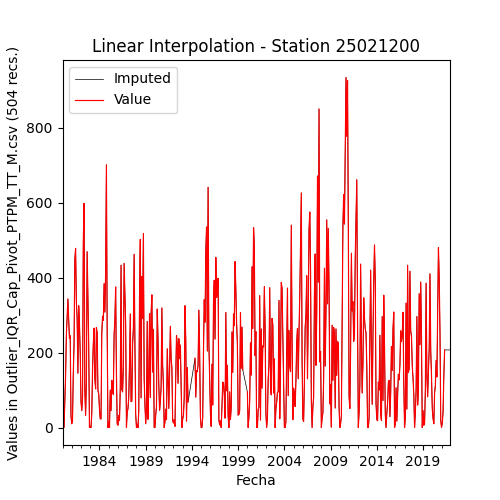 Linear Interpolation - Station 25021200
Values in Outlier_IQR_Cap_Pivot_PTPM_TT_M.csv (504 recs.)
Imputed
Value
800
600
400
200
0
1984 1989 1994 1999 2004 2009 2014 2019
Fecha